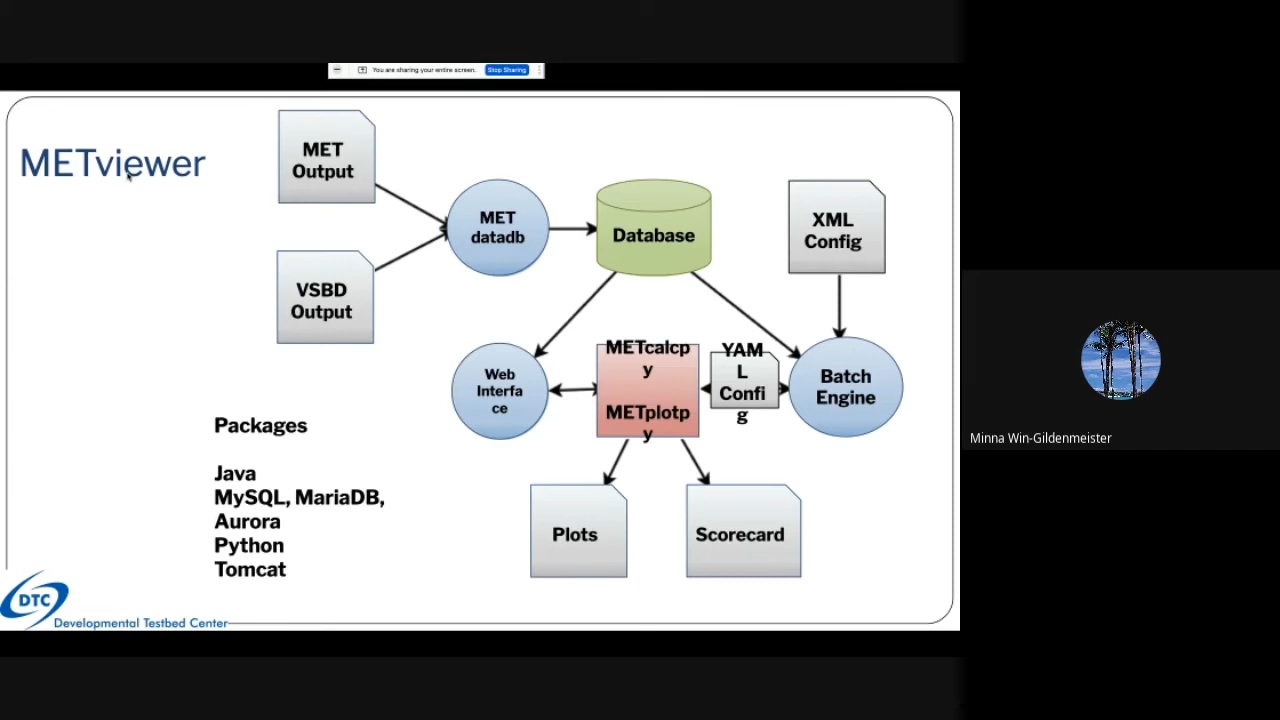 You are sharing your entire screen.
Stop Sharing
METviewer
MET
Output
VSBD
Output
MET
datadb
Database
XML
Config
Web
Interfa
ce
METcalcp
y
METplotp
y
YAM
L
Confi
g
Batch
Engine
Plots
Scorecard
Packages
Java
MySQL, MariaDB,
Aurora
Python
Tomcat
DTC
Developmental Testbed Center
Minna Win-Gildenmeister